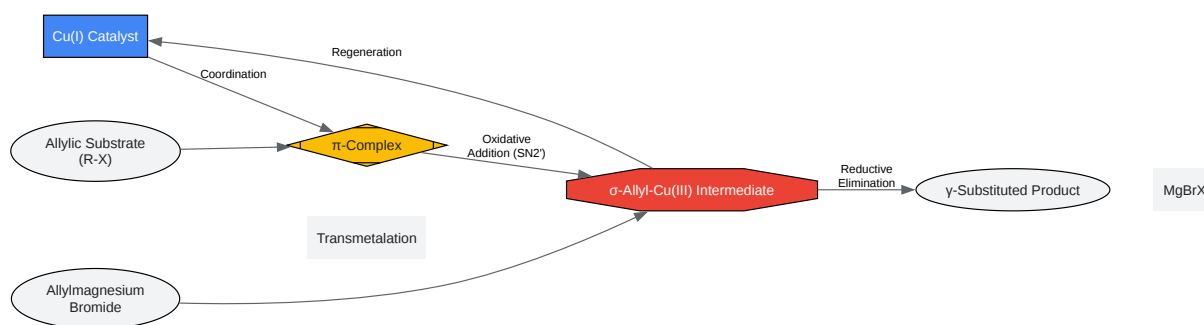 Cu(I) Catalyst
Regeneration
Coordination
Allylic Substrate
(R-X)
π-Complex
Oxidative
Addition (SN2')
σ-Allyl-Cu(III) Intermediate
Reductive
Elimination
γ-Substituted Product
MgBrX
Transmetalation
Allylmagnesium
Bromide